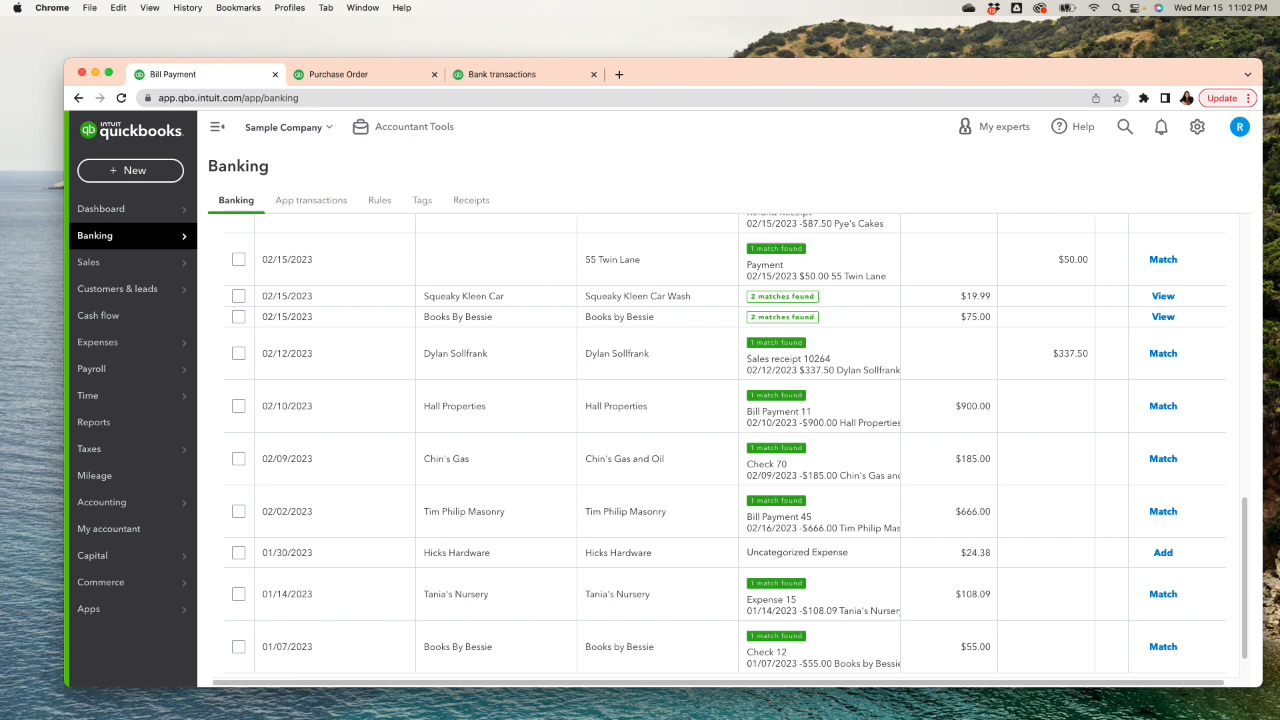 Chrome File Edit View History Bookmarks Profiles Tab Window Help Wed Mar 15 11:02 PM
Bill Payment Purchase Order Bank transactions
app.qbo.intuit.com/app/banking Update
INTUIT
quickbooks.
Sample Company Accountant Tools My experts Help R
+ New
Banking
Banking App transactions Rules Tags Receipts
Dashboard
Banking
Sales
Customers & leads
Cash flow
Expenses
Payroll
Time
Reports
Taxes
Mileage
Accounting
My accountant
Capital
Commerce
Apps
Refund Receipt
02/15/2023 -$87.50 Pye's Cakes
1 match found
02/15/2023 55 Twin Lane Payment $50.00 Match
02/15/2023 $50.00 55 Twin Lane
02/15/2023 Squeaky Kleen Car Squeaky Kleen Car Wash 2 matches found $19.99 View
02/15/2023 Books by Bessie Books by Bessie 2 matches found $75.00 View
1 match found
02/12/2023 Dylan Sollfrank Dylan Sollfrank Sales receipt 10264 $337.50 Match
02/12/2023 $337.50 Dylan Sollfrank
1 match found
02/10/2023 Hall Properties Hall Properties Bill Payment 11 $900.00 Match
02/10/2023 -$900.00 Hall Properties
1 match found
02/09/2023 Chin's Gas Chin's Gas and Oil Check 70 $185.00 Match
02/09/2023 -$185.00 Chin's Gas and
1 match found
02/02/2023 Tim Philip Masonry Tim Philip Masonry Bill Payment 45 $666.00 Match
02/16/2023 -$666.00 Tim Philip Mas
01/30/2023 Hicks Hardware Hicks Hardware Uncategorized Expense $24.38 Add
1 match found
01/14/2023 Tania's Nursery Tania's Nursery Expense 15 $108.09 Match
01/14/2023 -$108.09 Tania's Nurser
1 match found
01/07/2023 Books By Bessie Books by Bessie Check 12 $55.00 Match
01/07/2023 -$55.00 Books by Bessie